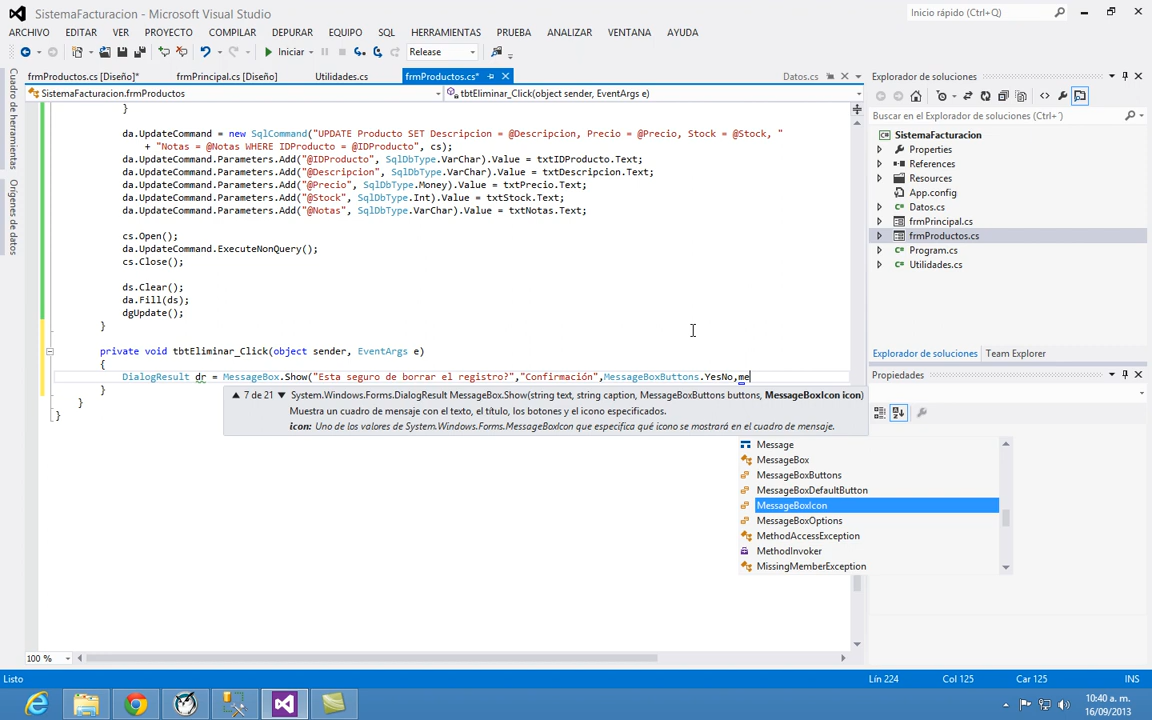 SistemaFacturacion - Microsoft Visual Studio
Inicio rápido (Ctrl+Q)
ARCHIVO EDITAR VER PROYECTO COMPILAR DEPURAR EQUIPO SQL HERRAMIENTAS PRUEBA ANALIZAR VENTANA AYUDA
Iniciar Release
frmProductos.cs [Diseño]* frmPrincipal.cs [Diseño] Utilidades.cs frmProductos.cs* Datos.cs
SistemaFacturacion.frmProductos tbtEliminar_Click(object sender, EventArgs e)
Cuadro de herramientas
Orígenes de datos
}
da.UpdateCommand = new SqlCommand("UPDATE Producto SET Descripcion = @Descripcion, Precio = @Precio, Stock = @Stock, "
+ "Notas = @Notas WHERE IDProducto = @IDProducto", cs);
da.UpdateCommand.Parameters.Add("@IDProducto", SqlDbType.VarChar).Value = txtIDProducto.Text;
da.UpdateCommand.Parameters.Add("@Descripcion", SqlDbType.VarChar).Value = txtDescripcion.Text;
da.UpdateCommand.Parameters.Add("@Precio", SqlDbType.Money).Value = txtPrecio.Text;
da.UpdateCommand.Parameters.Add("@Stock", SqlDbType.Int).Value = txtStock.Text;
da.UpdateCommand.Parameters.Add("@Notas", SqlDbType.VarChar).Value = txtNotas.Text;
cs.Open();
da.UpdateCommand.ExecuteNonQuery();
cs.Close();
ds.Clear();
da.Fill(ds);
dgUpdate();
}
private void tbtEliminar_Click(object sender, EventArgs e)
{
DialogResult dr = MessageBox.Show("Esta seguro de borrar el registro?","Confirmación",MessageBoxButtons.YesNo,me
}
}
}
7 de 21 System.Windows.Forms.DialogResult MessageBox.Show(string text, string caption, MessageBoxButtons buttons, MessageBoxIcon icon)
Muestra un cuadro de mensaje con el texto, el título, los botones y el icono especificados.
icon: Uno de los valores de System.Windows.Forms.MessageBoxIcon que especifica qué icono se mostrará en el cuadro de mensaje.
Message
MessageBox
MessageBoxButtons
MessageBoxDefaultButton
MessageBoxIcon
MessageBoxOptions
MethodAccessException
MethodInvoker
MissingMemberException
100 %
Explorador de soluciones
Buscar en el Explorador de soluciones (Ctrl+´)
SistemaFacturacion
Properties
References
Resources
App.config
Datos.cs
frmPrincipal.cs
frmProductos.cs
Program.cs
Utilidades.cs
Explorador de soluciones Team Explorer
Propiedades
Listo Lín 224 Col 125 Car 125 INS
10:40 a. m.
16/09/2013